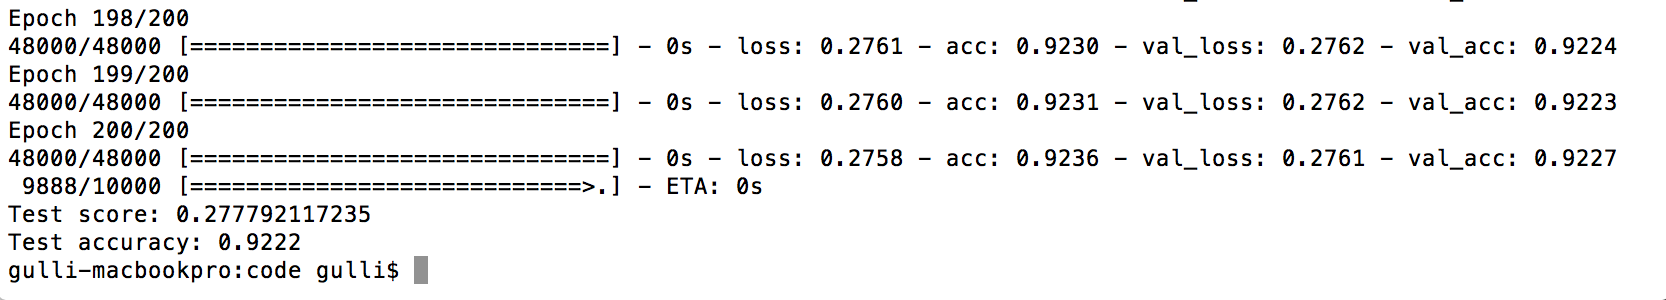 Epoch 198/200
48000/48000 [==============================] - 0s - loss: 0.2761 - acc: 0.9230 - val_loss: 0.2762 - val_acc: 0.9224
Epoch 199/200
48000/48000 [==============================] - 0s - loss: 0.2760 - acc: 0.9231 - val_loss: 0.2762 - val_acc: 0.9223
Epoch 200/200
48000/48000 [==============================] - 0s - loss: 0.2758 - acc: 0.9236 - val_loss: 0.2761 - val_acc: 0.9227
 9888/10000 [============================>.] - ETA: 0s
Test score: 0.277792117235
Test accuracy: 0.9222
gulli-macbookpro:code gulli$